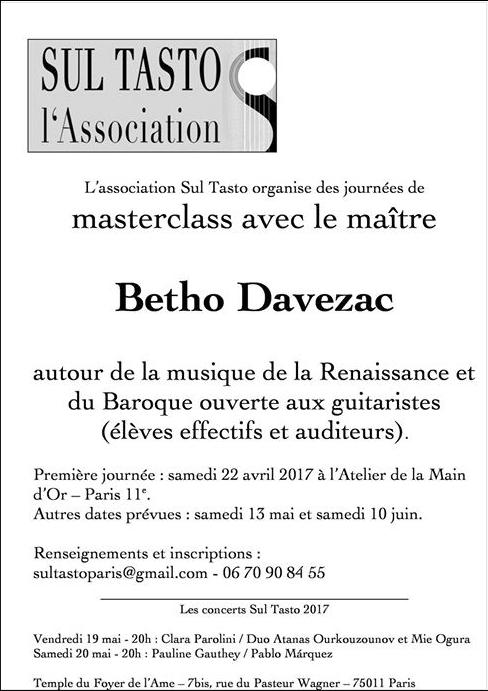 SUL TASTO
l'Association
L'association Sul Tasto organise des journées de
masterclass avec le maître
Betho Davezac
autour de la musique de la Renaissance et
du Baroque ouverte aux guitaristes
(élèves effectifs et auditeurs).
Première journée : samedi 22 avril 2017 à l'Atelier de la Main
d'Or – Paris 11e.
Autres dates prévues : samedi 13 mai et samedi 10 juin.
Renseignements et inscriptions :
sultastoparis@gmail.com - 06 70 90 84 55
Les concerts Sul Tasto 2017
Vendredi 19 mai - 20h : Clara Parolini / Duo Atanas Ourkouzounov et Mie Ogura
Samedi 20 mai - 20h : Pauline Gauthey / Pablo Márquez
Temple du Foyer de l'Ame – 7bis, rue du Pasteur Wagner – 75011 Paris